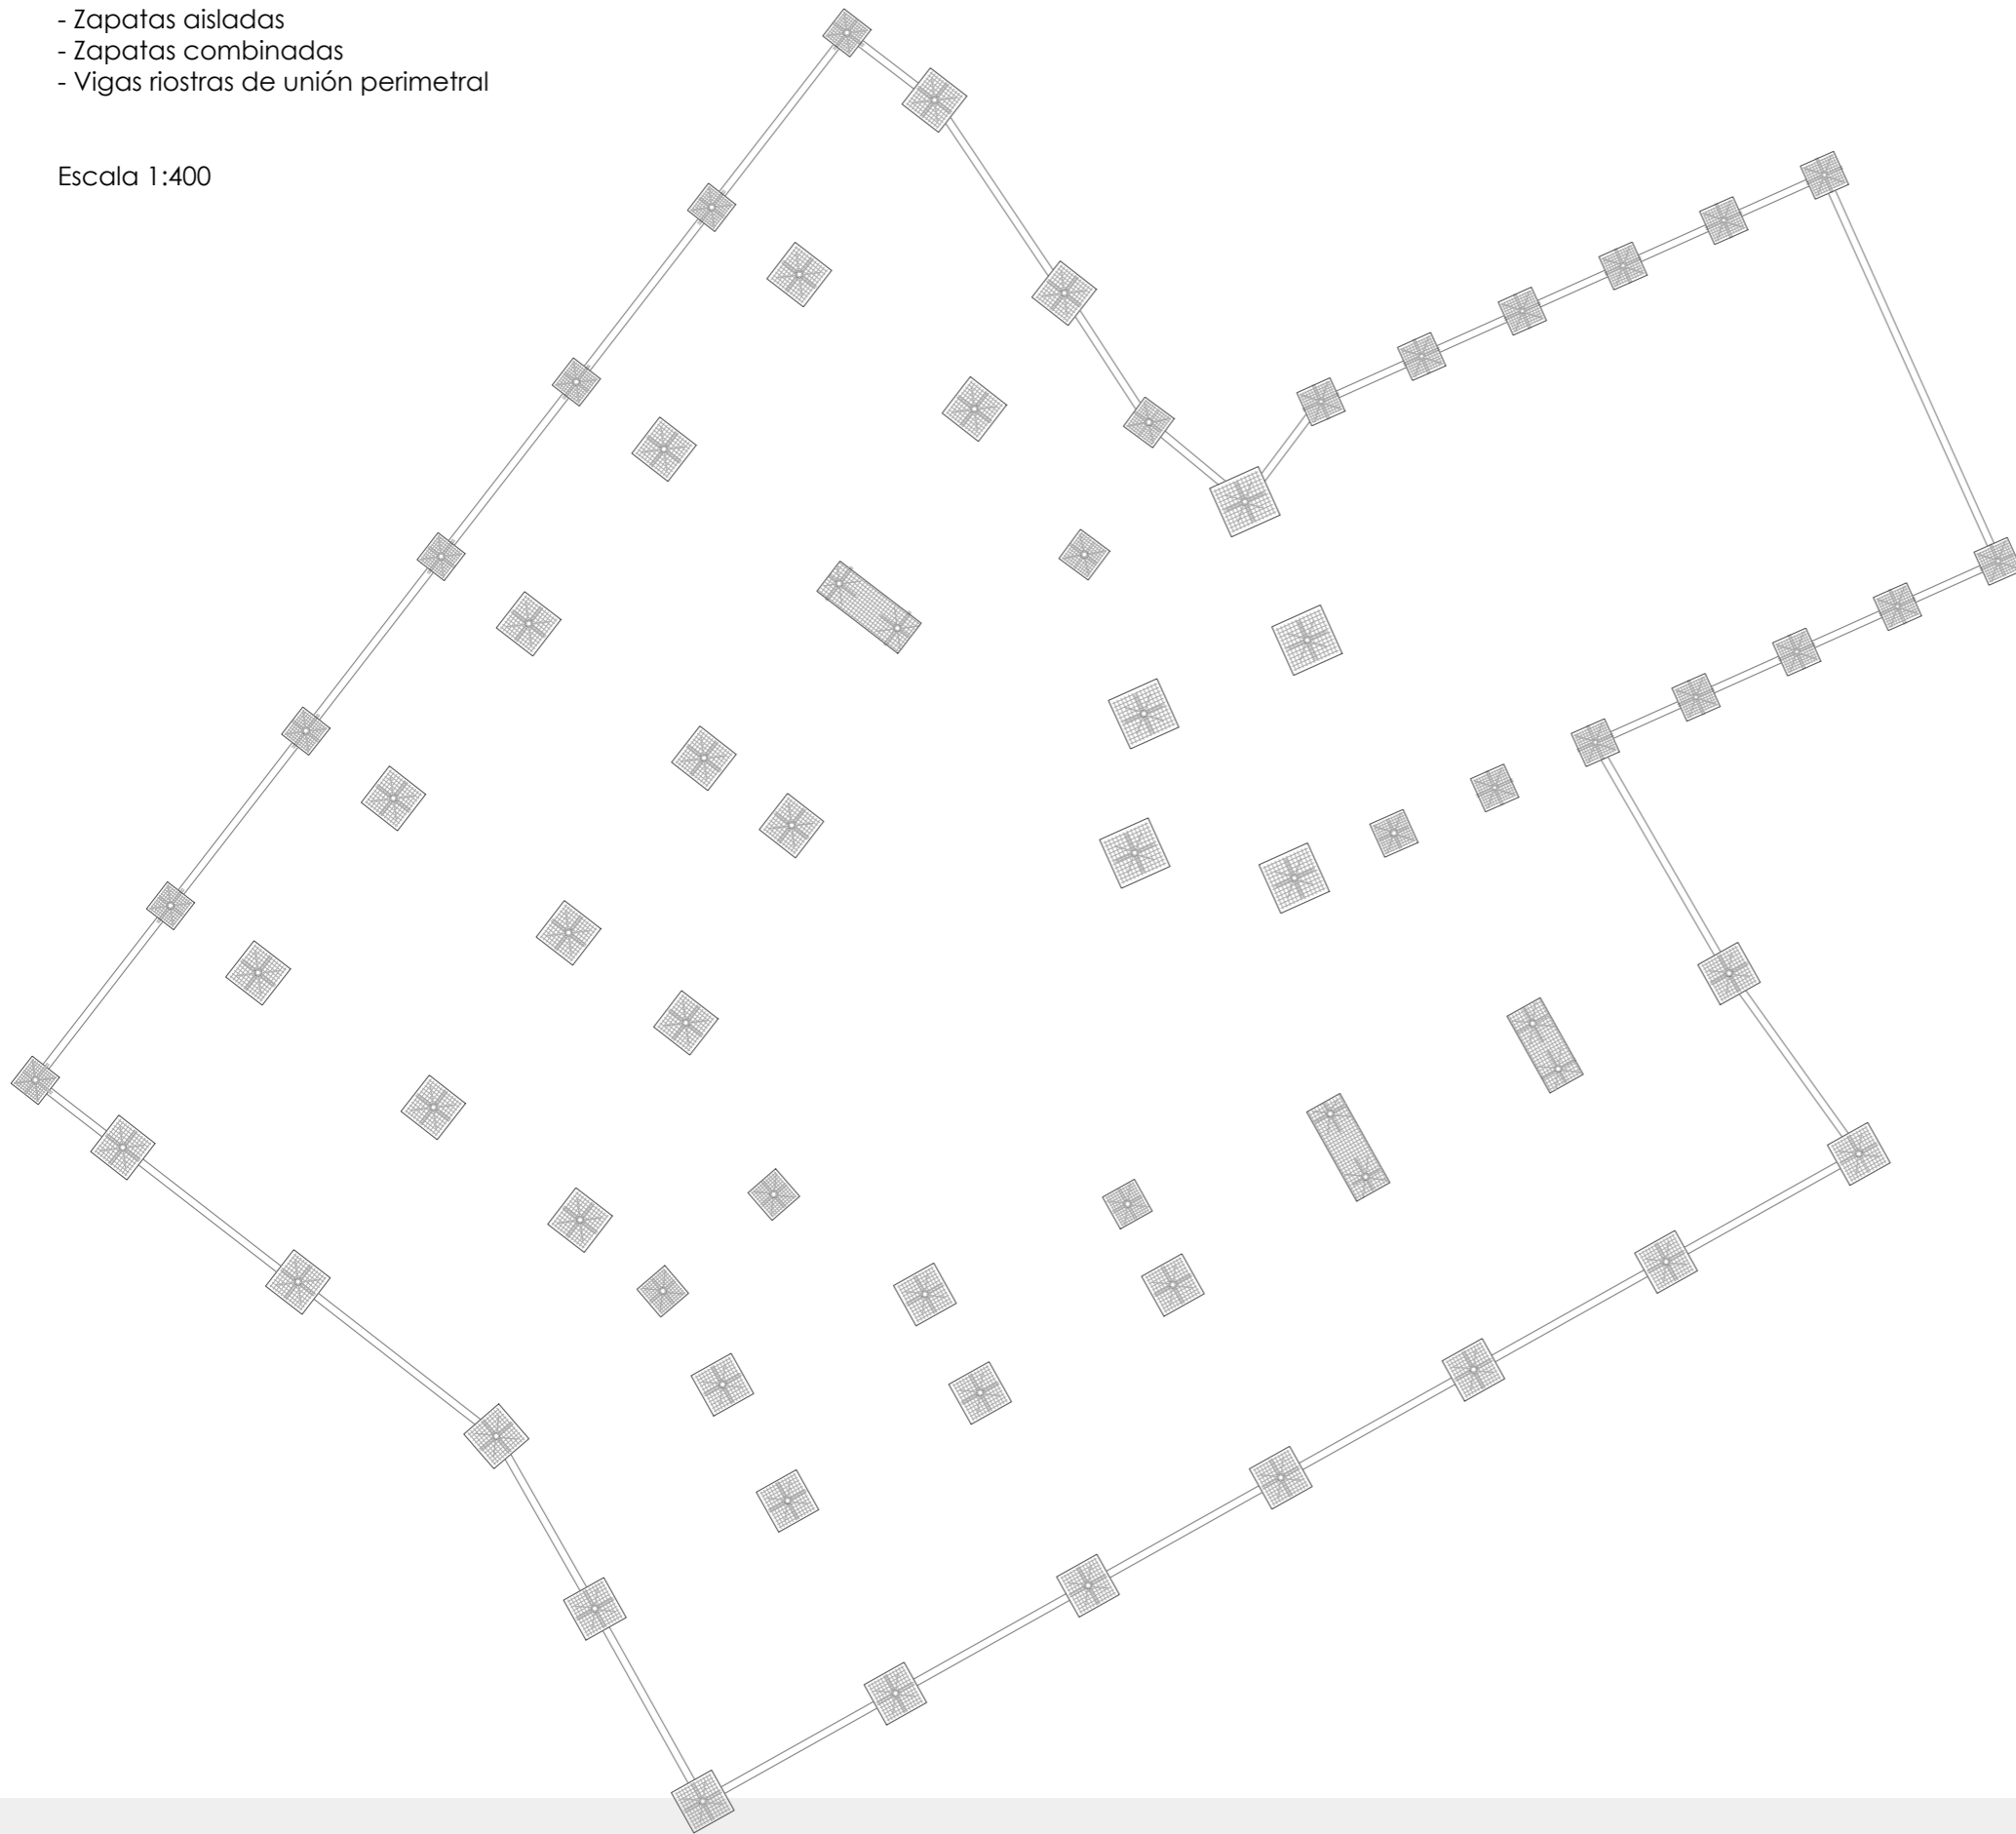 - Zapatas aisladas
- Zapatas combinadas
- Vigas riostras de unión perimetral
Escala 1:400